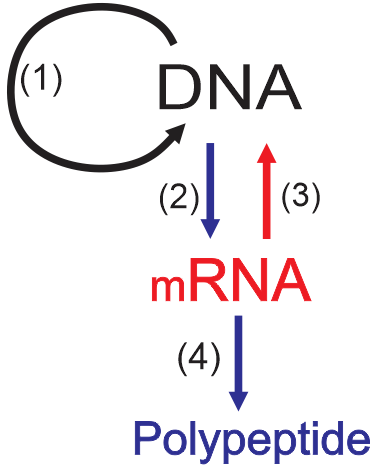 (1)
DNA
(2)
(3)
mRNA
(4)
Polypeptide